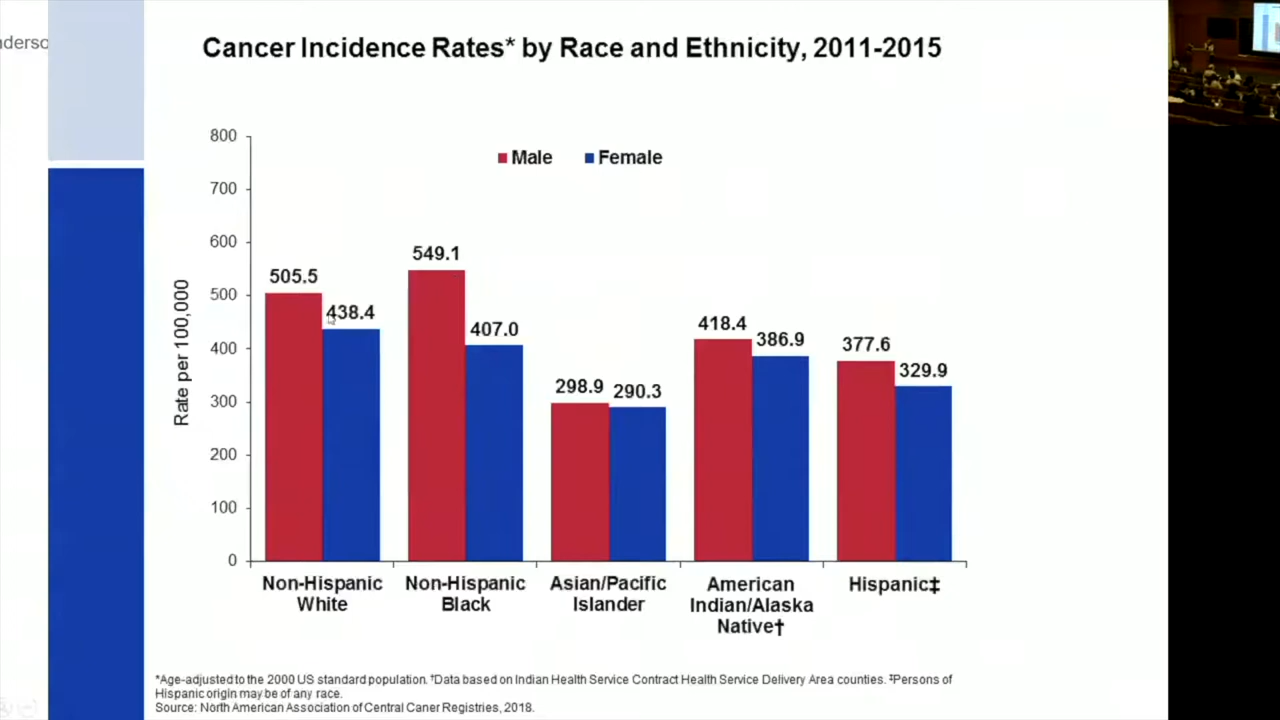 nderso
Cancer Incidence Rates* by Race and Ethnicity, 2011-2015
800
700
600
500
400
300
200
100
0
Rate per 100,000
Male Female
505.5
438.4
549.1
407.0
298.9
290.3
418.4
386.9
377.6
329.9
Non-Hispanic
White
Non-Hispanic
Black
Asian/Pacific
Islander
American
Indian/Alaska
Native†
Hispanic‡
*Age-adjusted to the 2000 US standard population. †Data based on Indian Health Service Contract Health Service Delivery Area counties. ‡Persons of
Hispanic origin may be of any race.
Source: North American Association of Central Caner Registries, 2018.